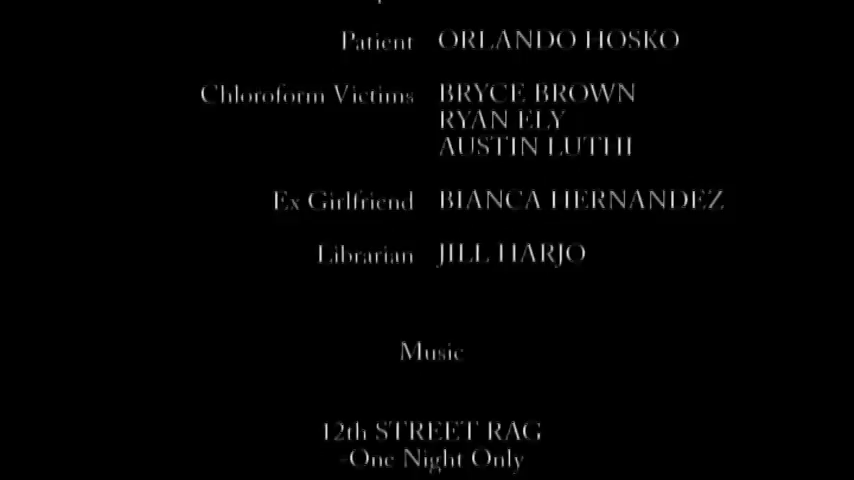 Patient ORLANDO HOSKO
Chloroform Victims BRYCE BROWN
RYAN ELY
AUSTIN LUTHI
Ex Girlfriend BIANCA HERNANDEZ
Librarian JILL HARJO
Music
12th STREET RAG
-One Night Only